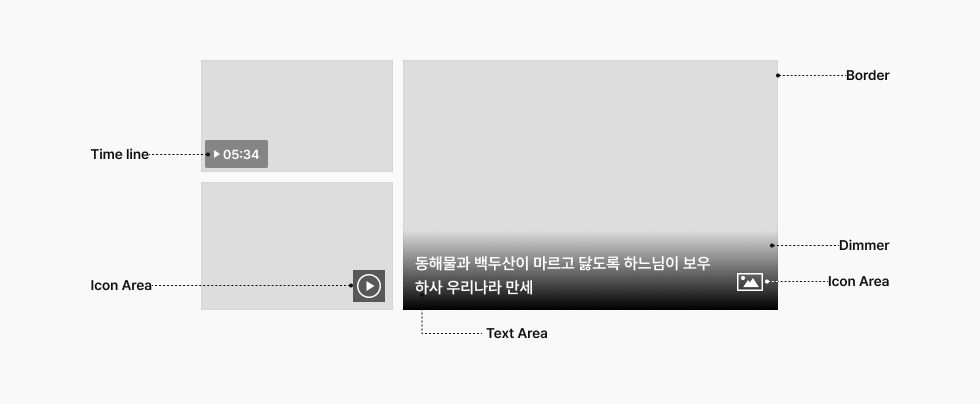 Border
Time line
05:34
Dimmer
동해물과 백두산이 마르고 닳도록 하느님이 보우
하사 우리나라 만세
Icon Area
Icon Area
Text Area